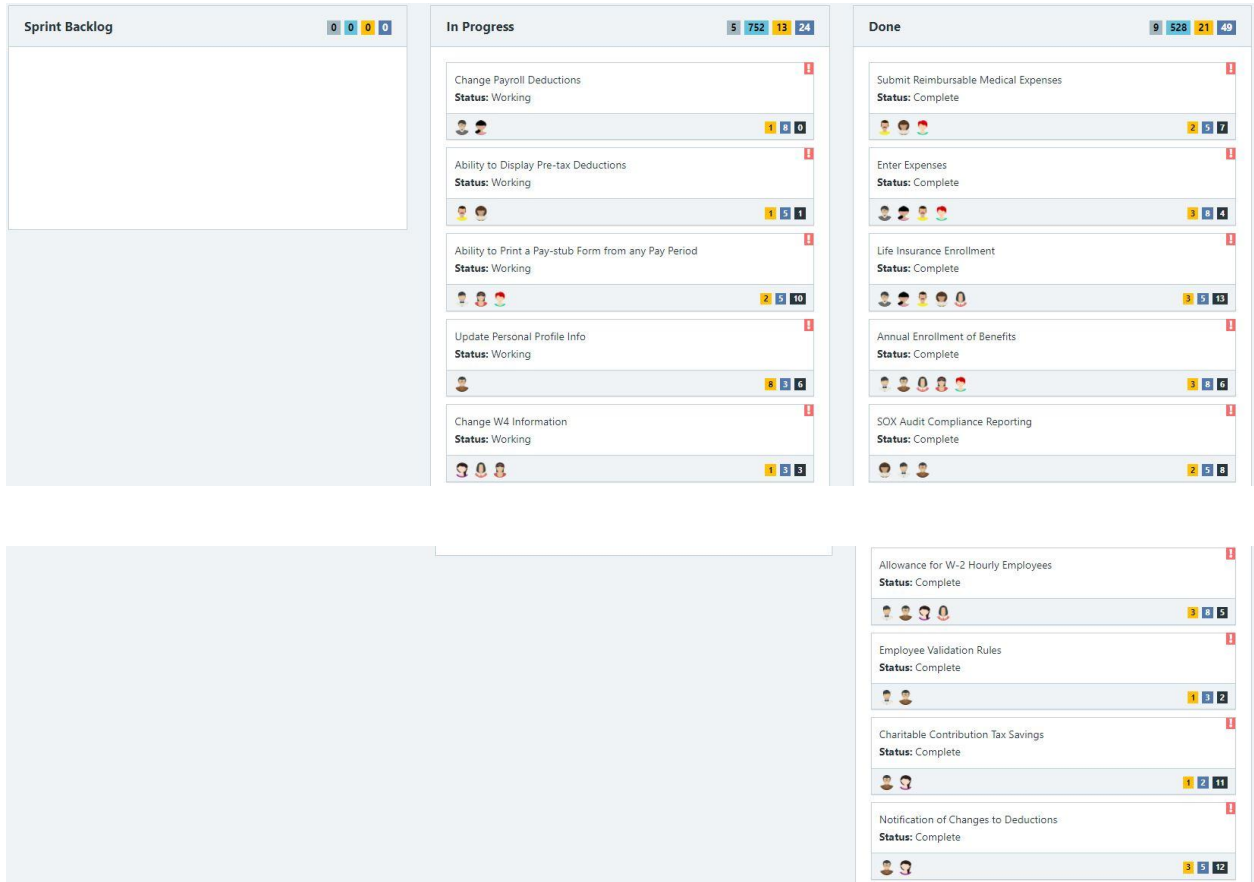 Sprint Backlog
0 0 0 0
In Progress
5 752 13 24
Change Payroll Deductions
Status: Working
1 8 0
Ability to Display Pre-tax Deductions
Status: Working
1 5 1
Ability to Print a Pay-stub Form from any Pay Period
Status: Working
2 5 10
Update Personal Profile Info
Status: Working
8 3 6
Change W4 Information
Status: Working
1 3 3
Done
9 528 21 49
Submit Reimbursable Medical Expenses
Status: Complete
2 5 7
Enter Expenses
Status: Complete
3 8 4
Life Insurance Enrollment
Status: Complete
3 5 13
Annual Enrollment of Benefits
Status: Complete
3 8 6
SOX Audit Compliance Reporting
Status: Complete
2 5 8
Allowance for W-2 Hourly Employees
Status: Complete
3 8 5
Employee Validation Rules
Status: Complete
1 3 2
Charitable Contribution Tax Savings
Status: Complete
1 2 11
Notification of Changes to Deductions
Status: Complete
3 5 12